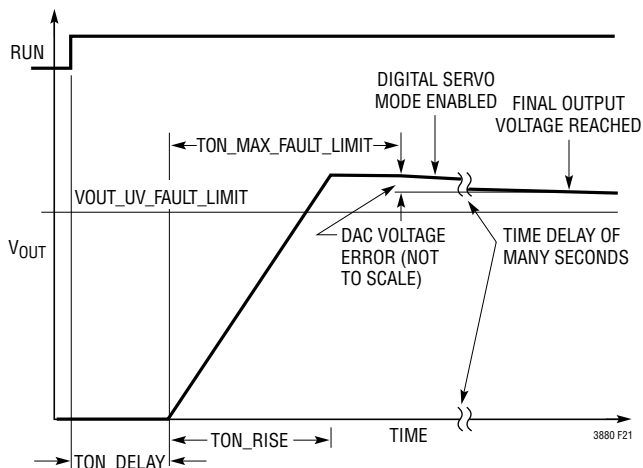 RUN
DIGITAL SERVO
MODE ENABLED
FINAL OUTPUT
VOLTAGE REACHED
TON_MAX_FAULT_LIMIT
VOUT_UV_FAULT_LIMIT
VOUT
DAC VOLTAGE
ERROR (NOT
TO SCALE)
TIME DELAY OF
MANY SECONDS
TON_RISE
TIME
3880 F21
TON_DELAY